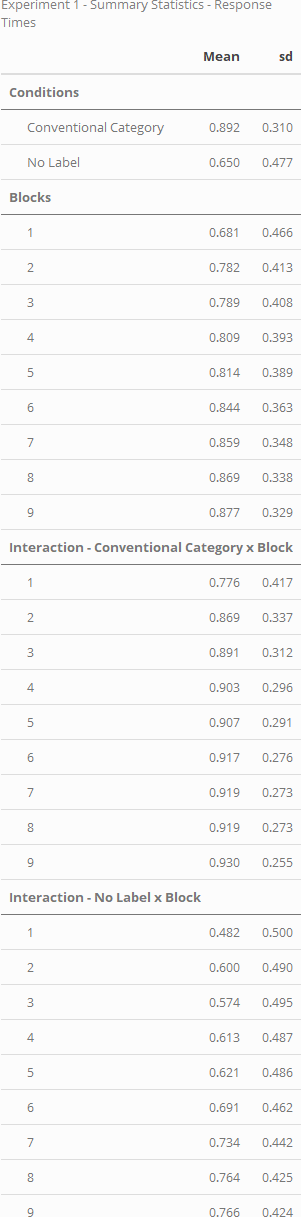 Experiment 1 - Summary Statistics - Response
Times
Mean sd
Conditions
Conventional Category 0.892 0.310
No Label 0.650 0.477
Blocks
1 0.681 0.466
2 0.782 0.413
3 0.789 0.408
4 0.809 0.393
5 0.814 0.389
6 0.844 0.363
7 0.859 0.348
8 0.869 0.338
9 0.877 0.329
Interaction - Conventional Category x Block
1 0.776 0.417
2 0.869 0.337
3 0.891 0.312
4 0.903 0.296
5 0.907 0.291
6 0.917 0.276
7 0.919 0.273
8 0.919 0.273
9 0.930 0.255
Interaction - No Label x Block
1 0.482 0.500
2 0.600 0.490
3 0.574 0.495
4 0.613 0.487
5 0.621 0.486
6 0.691 0.462
7 0.734 0.442
8 0.764 0.425
9 0.766 0.424